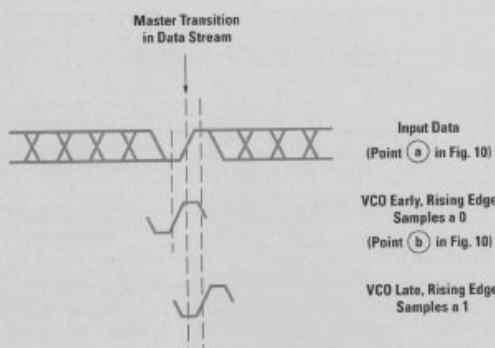 Master Transition
in Data Stream
Input Data
(Point a in Fig. 10)
VCO Early, Rising Edge
Samples a 0
(Point b in Fig. 10)
VCO Late, Rising Edge
Samples a 1